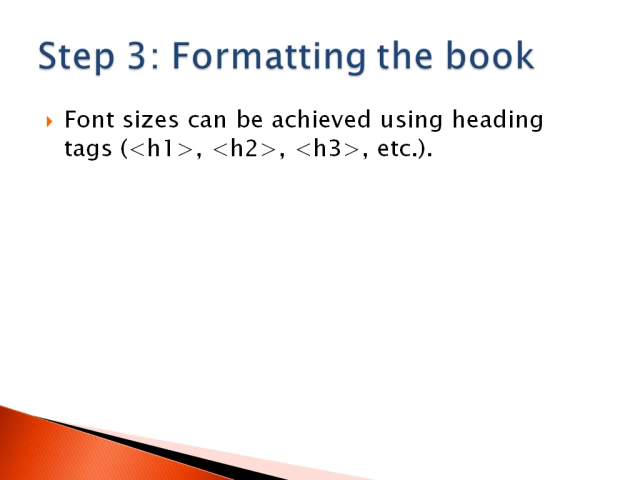 Step 3: Formatting the book
Font sizes can be achieved using heading
tags (<h1>, <h2>, <h3>, etc.).